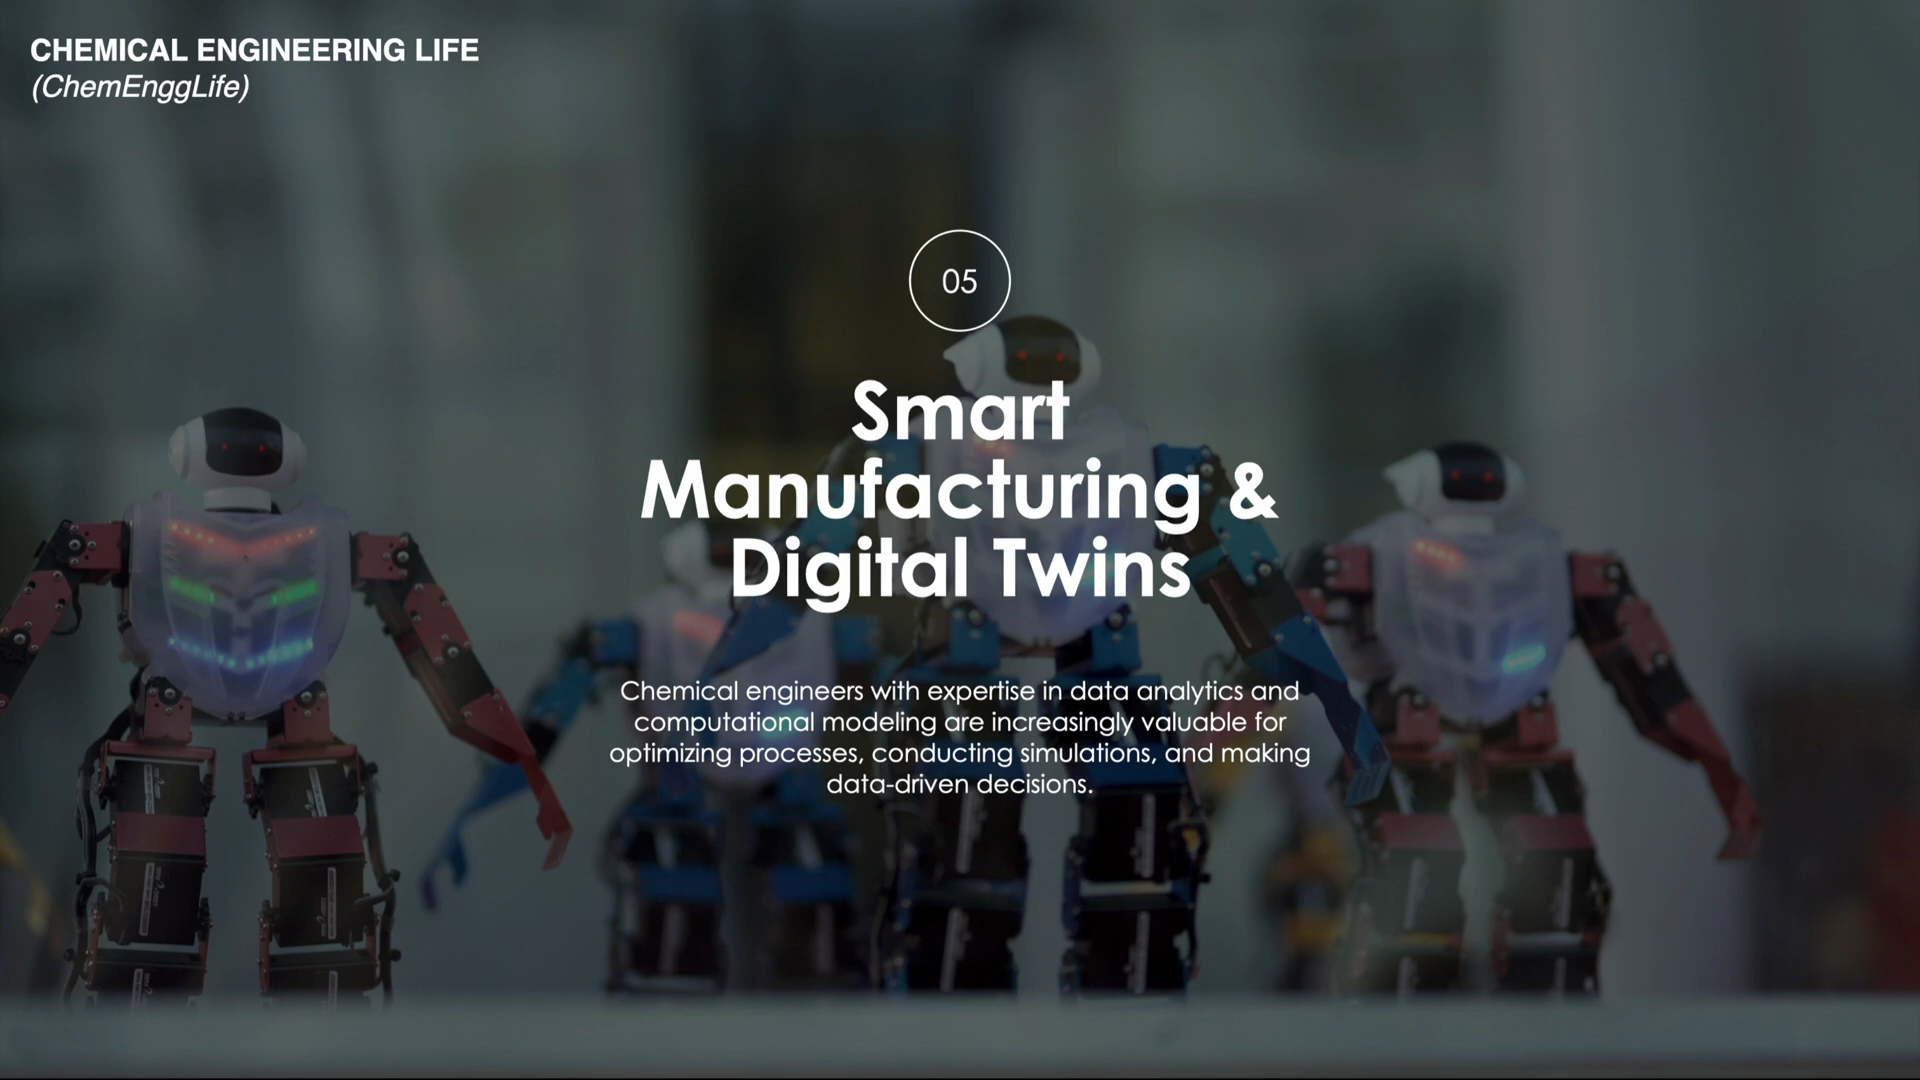 CHEMICAL ENGINEERING LIFE
(ChemEnggLife)
05
Smart
Manufacturing &
Digital Twins
Chemical engineers with expertise in data analytics and
computational modeling are increasingly valuable for
optimizing processes, conducting simulations, and making
data-driven decisions.